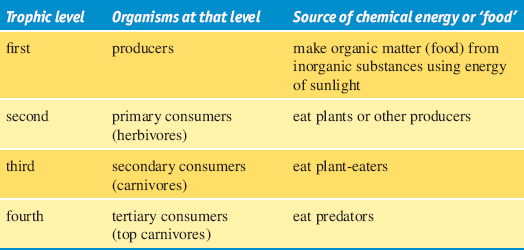 Trophic level Organisms at that level Source of chemical energy or ‘food’
first producers make organic matter (food) from
inorganic substances using energy
of sunlight
second primary consumers eat plants or other producers
(herbivores)
third secondary consumers eat plant-eaters
(carnivores)
fourth tertiary consumers eat predators
(top carnivores)